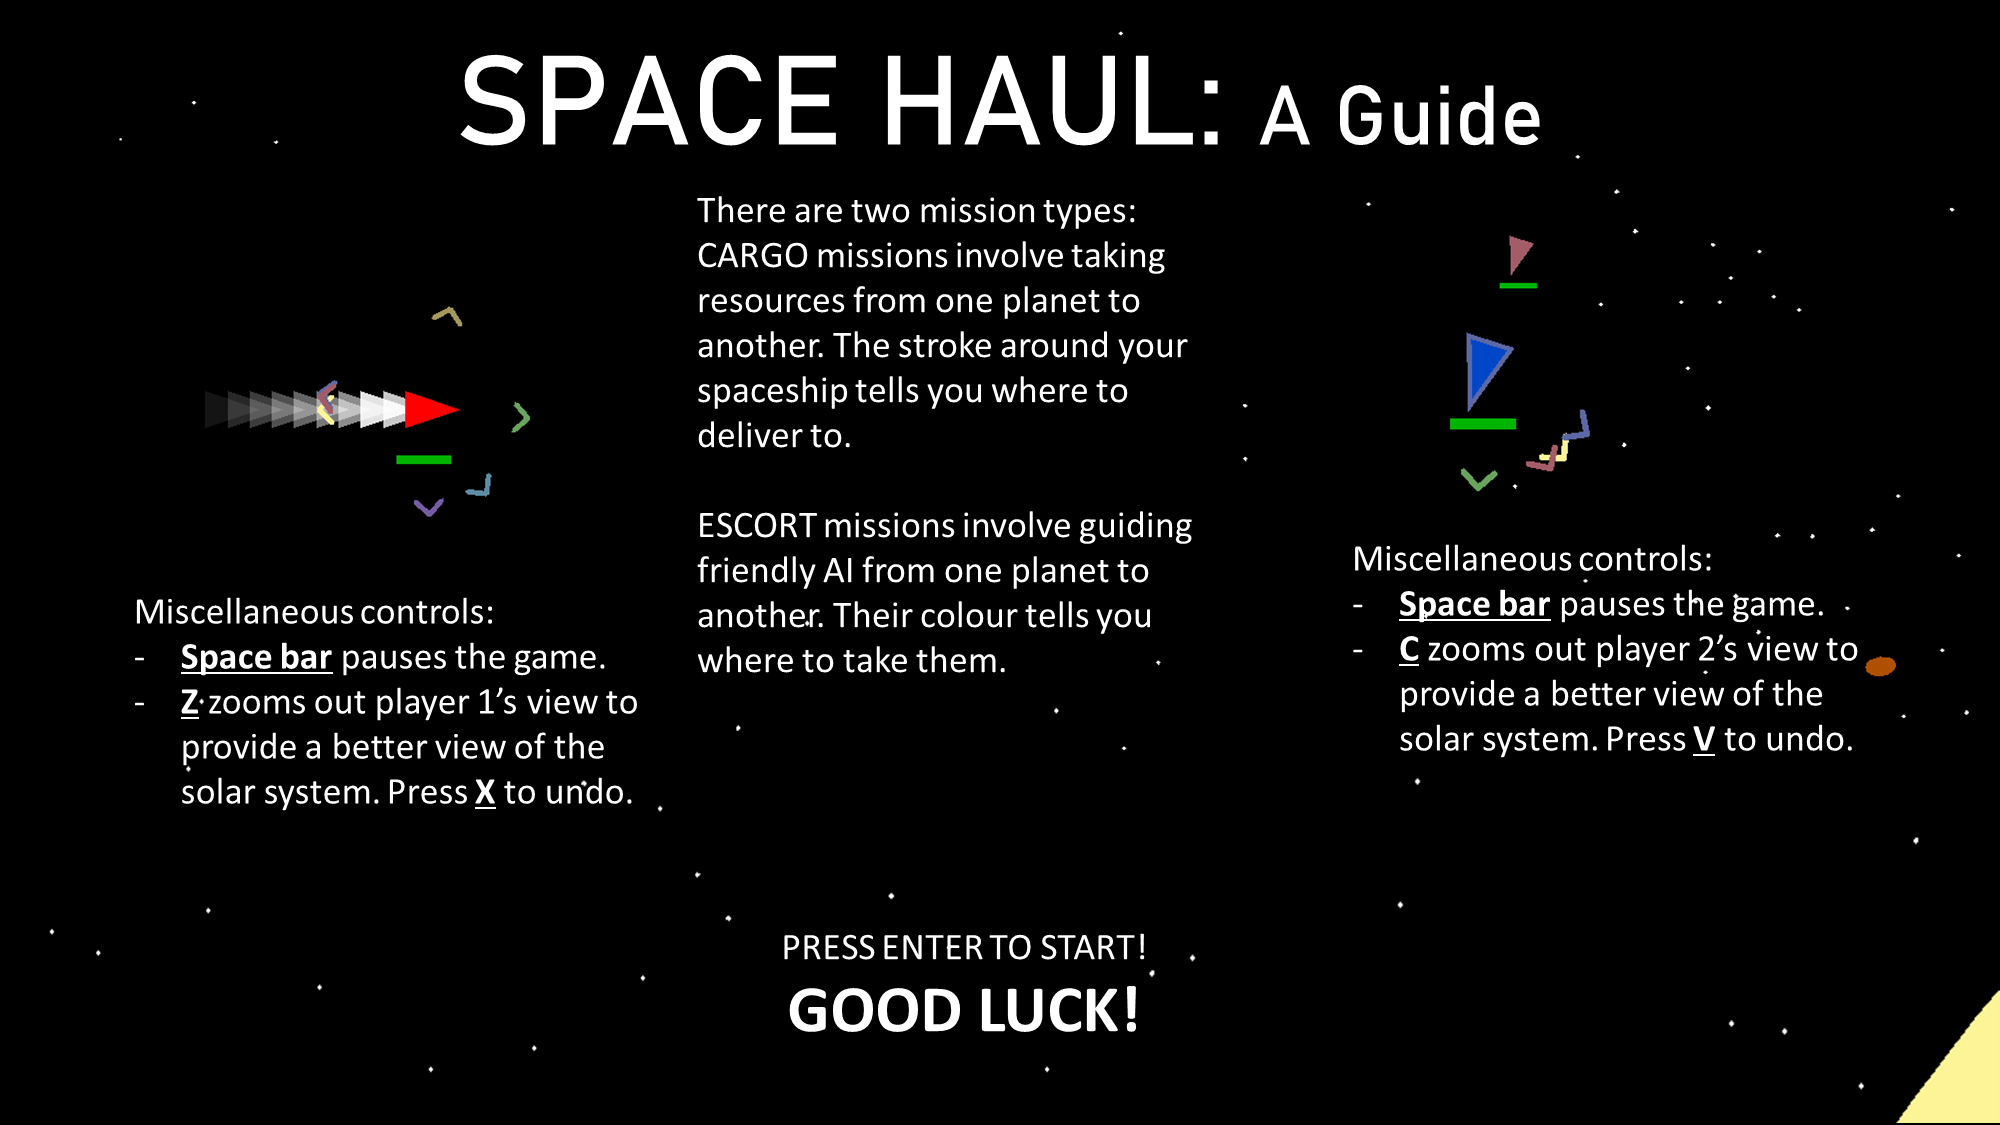 SPACE HAUL: A Guide
There are two mission types:
CARGO missions involve taking
resources from one planet to
another. The stroke around your
spaceship tells you where to
deliver to.
ESCORT missions involve guiding
friendly AI from one planet to
another. Their colour tells you
where to take them.
Miscellaneous controls:
- Space bar pauses the game.
- Z zooms out player 1’s view to
provide a better view of the
solar system. Press X to undo.
Miscellaneous controls:
- Space bar pauses the game.
- C zooms out player 2’s view to
provide a better view of the
solar system. Press V to undo.
PRESS ENTER TO START!
GOOD LUCK!